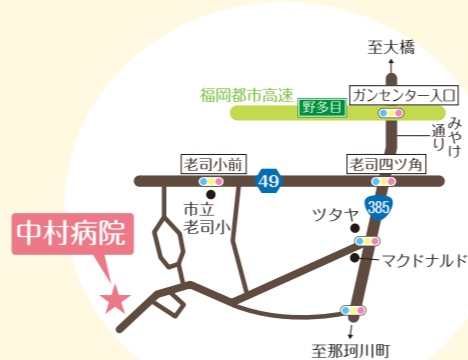 至大橋
福岡都市高速
野多目
ガンセンター入口
みやけ
通り
老司小前
49
老司四ツ角
市立
老司小
385
ツタヤ
中村病院
マクドナルド
至那珂川町